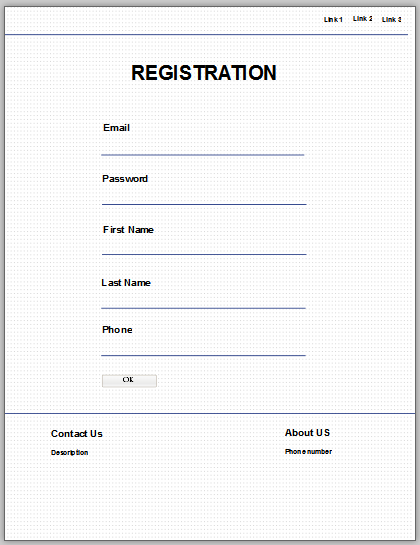 Link 1 Link 2 Link 3
REGISTRATION
Email
Password
First Name
Last Name
Phone
OK
Contact Us About US
Description Phone number